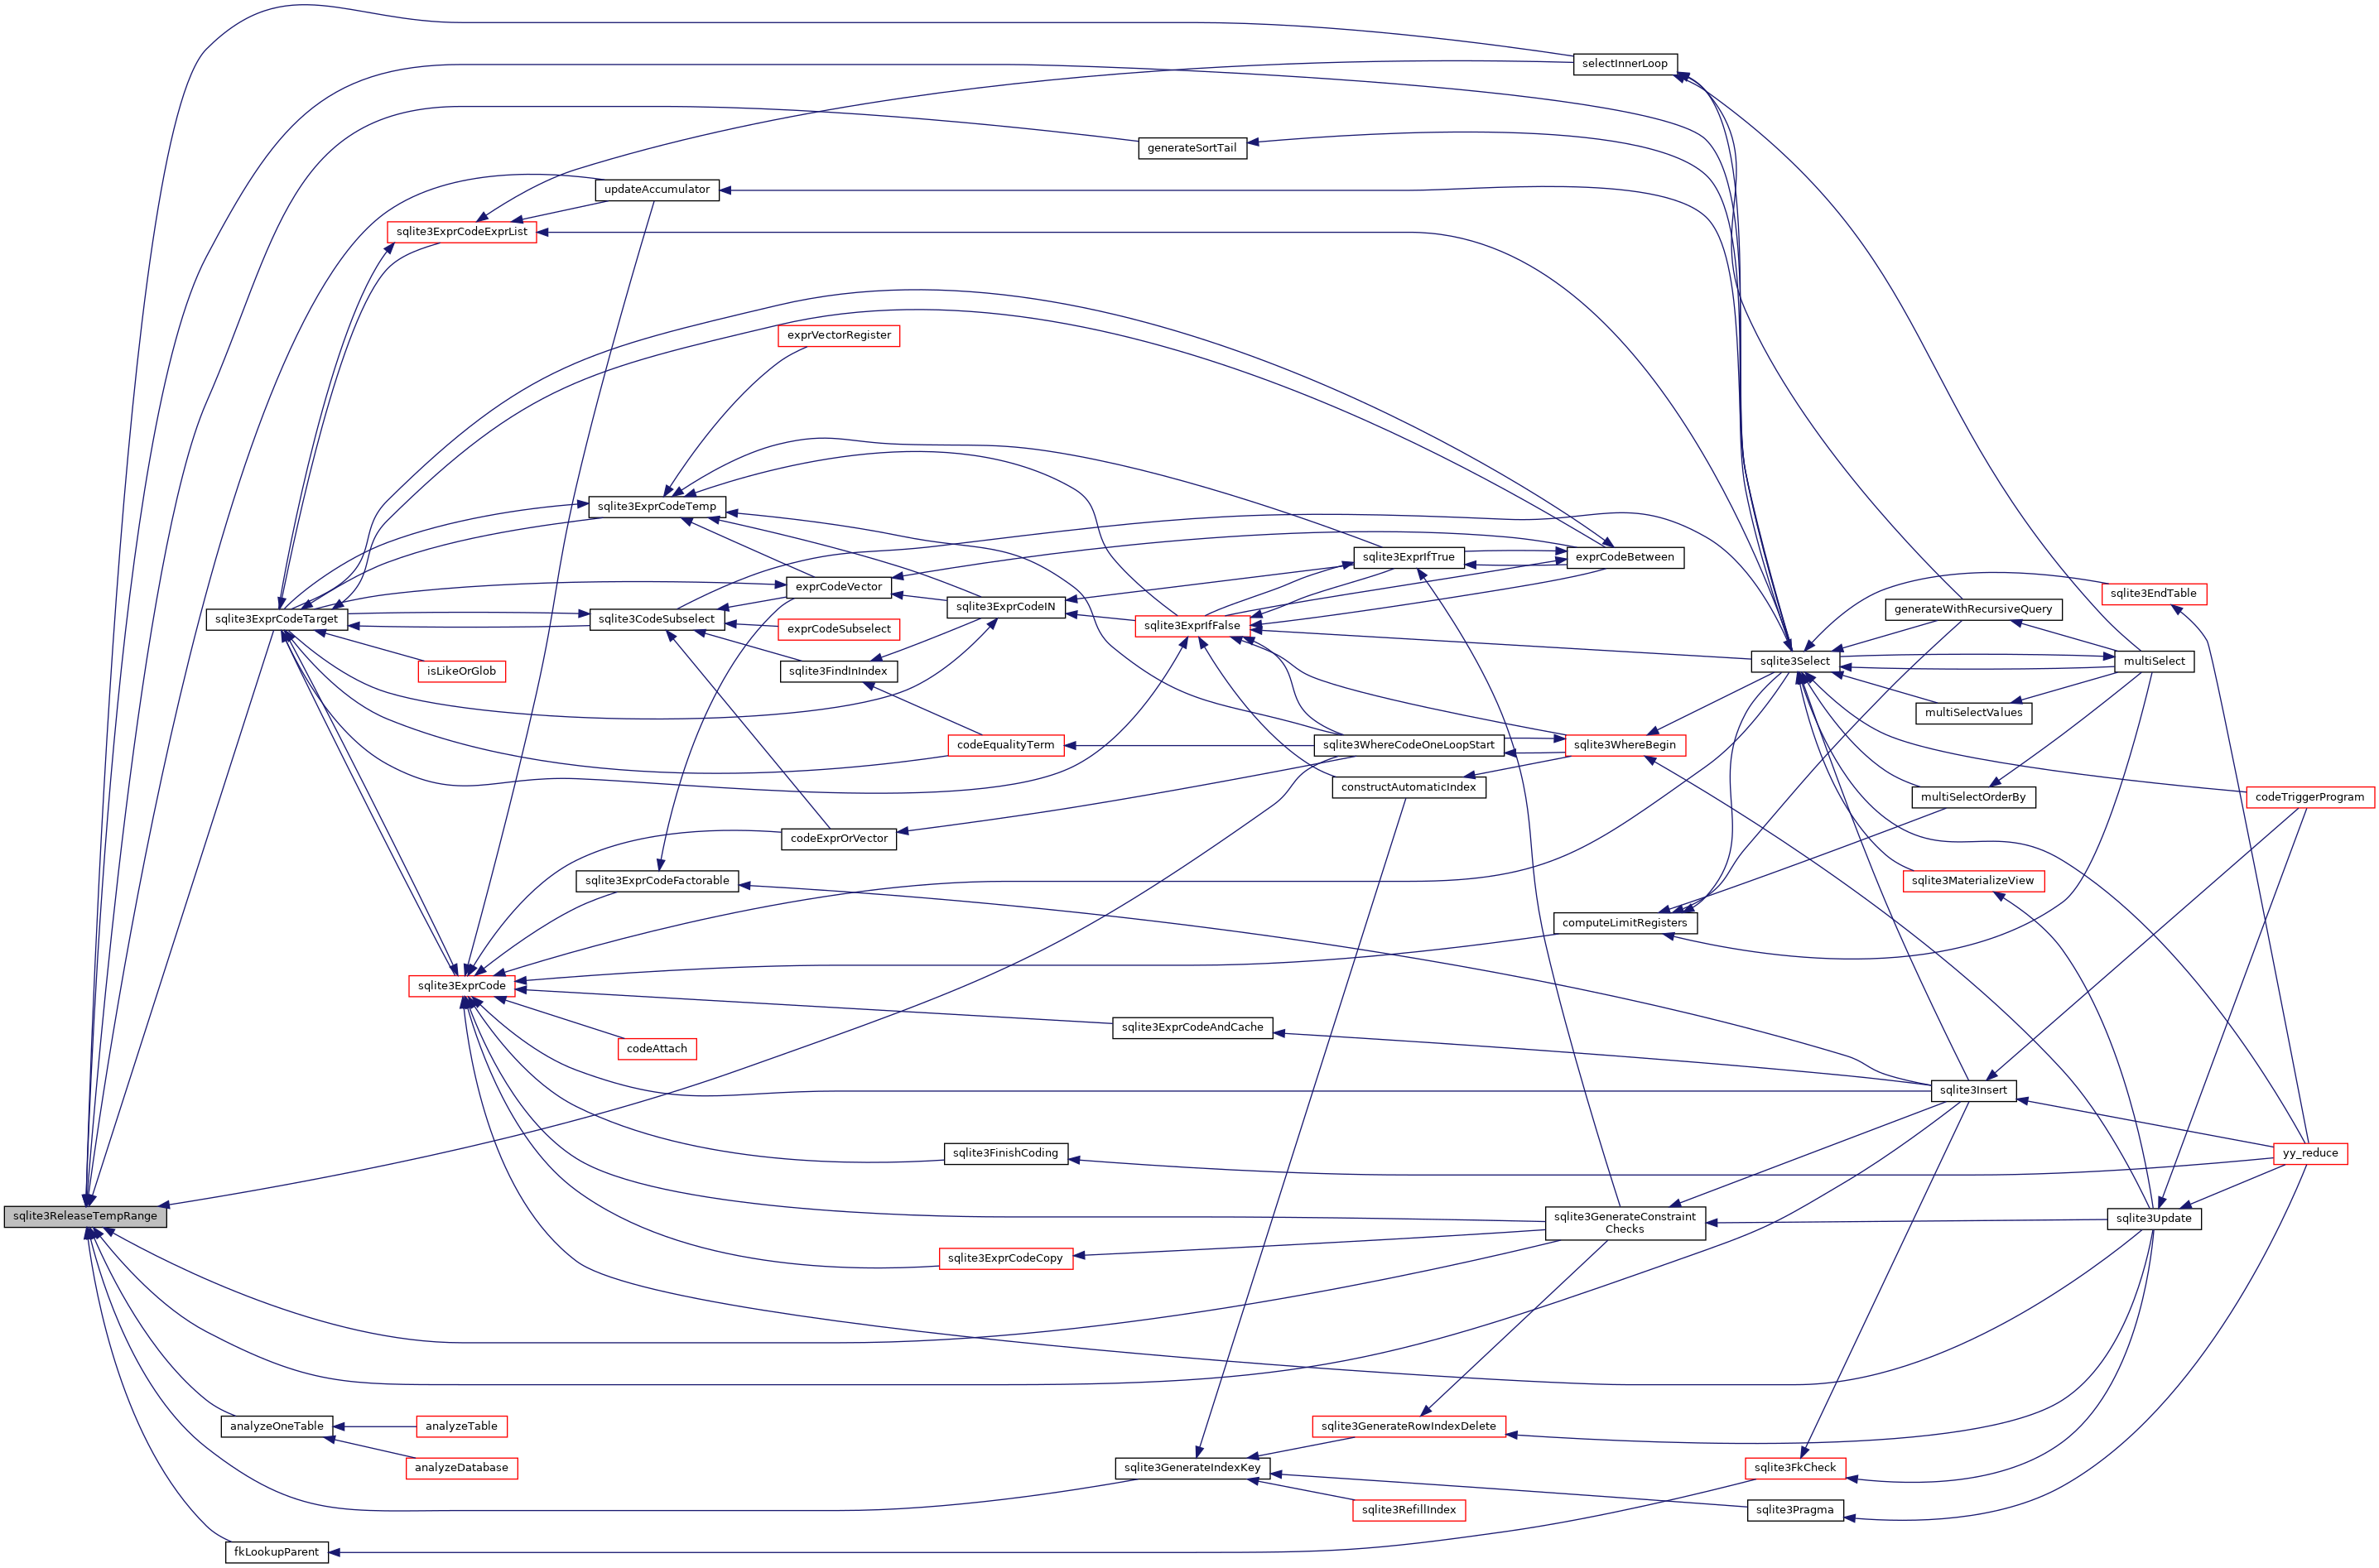 selectInnerLoop
generateSortTail
updateAccumulator
sqlite3ExprCodeExprList
exprVectorRegister
sqlite3ExprCodeTemp
sqlite3ExprIfTrue
exprCodeBetween
exprCodeVector
sqlite3EndTable
sqlite3ExprCodeIN
generateWithRecursiveQuery
sqlite3ExprCodeTarget
sqlite3CodeSubselect
sqlite3ExprIfFalse
exprCodeSubselect
sqlite3Select
multiSelect
isLikeOrGlob
sqlite3FindInIndex
multiSelectValues
codeEqualityTerm
sqlite3WhereCodeOneLoopStart
sqlite3WhereBegin
constructAutomaticIndex
multiSelectOrderBy
codeTriggerProgram
codeExprOrVector
sqlite3ExprCodeFactorable
sqlite3MaterializeView
computeLimitRegisters
sqlite3ExprCode
sqlite3ExprCodeAndCache
codeAttach
sqlite3Insert
sqlite3FinishCoding
yy_reduce
sqlite3ReleaseTempRange
sqlite3GenerateConstraint
Checks
sqlite3Update
sqlite3ExprCodeCopy
analyzeOneTable
analyzeTable
sqlite3GenerateRowIndexDelete
analyzeDatabase
sqlite3GenerateIndexKey
sqlite3FkCheck
sqlite3RefillIndex
sqlite3Pragma
fkLookupParent